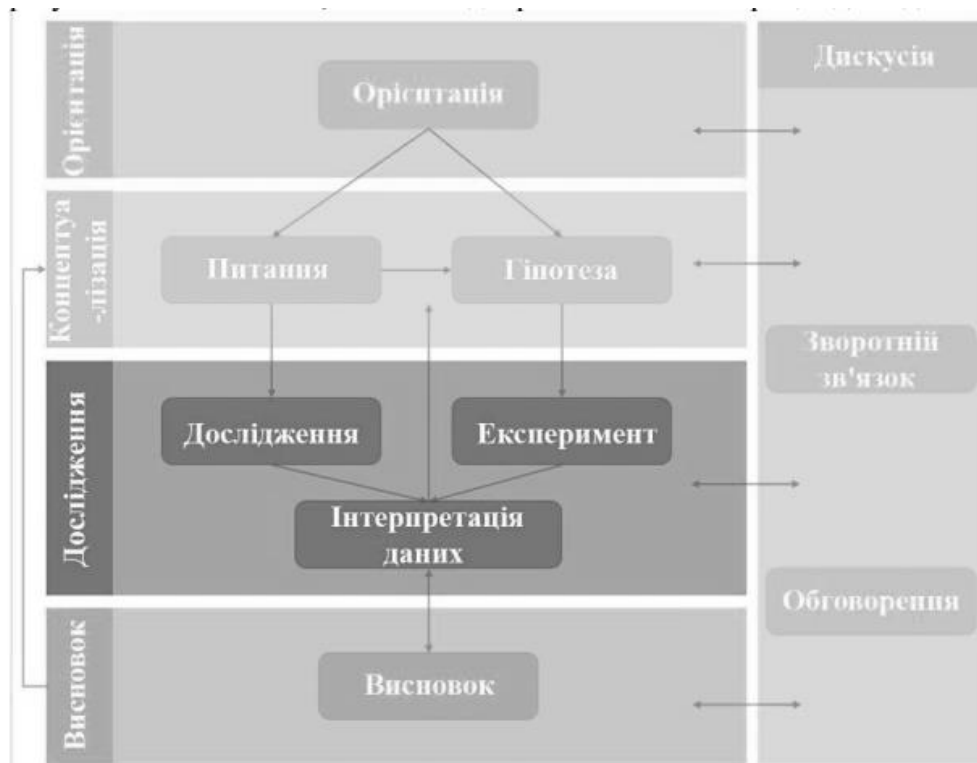 Орієнтація
Орієнтація
Дискусія
Концептуа
-лізація
Питання
Гіпотеза
Зворотній
зв'язок
Дослідження
Дослідження
Експеримент
Інтерпретація
даних
Обговорення
Висновок
Висновок